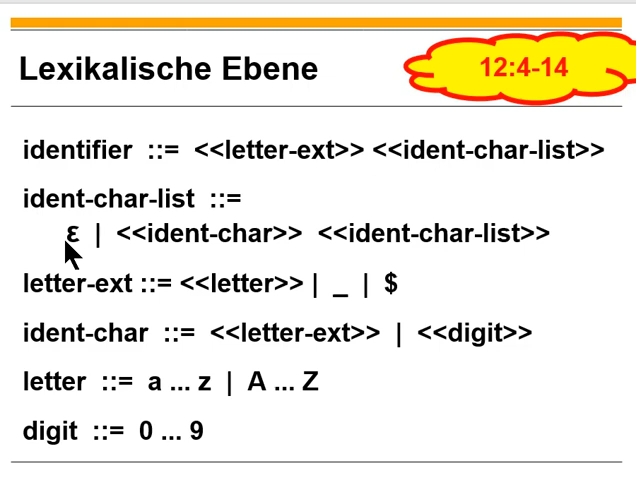 Lexikalische Ebene
12:4-14
identifier ::= <<letter-ext>> <<ident-char-list>>
ident-char-list ::=
ε | <<ident-char>> <<ident-char-list>>
letter-ext ::= <<letter>> | _ | $
ident-char ::= <<letter-ext>> | <<digit>>
letter ::= a ... z | A ... Z
digit ::= 0 ... 9